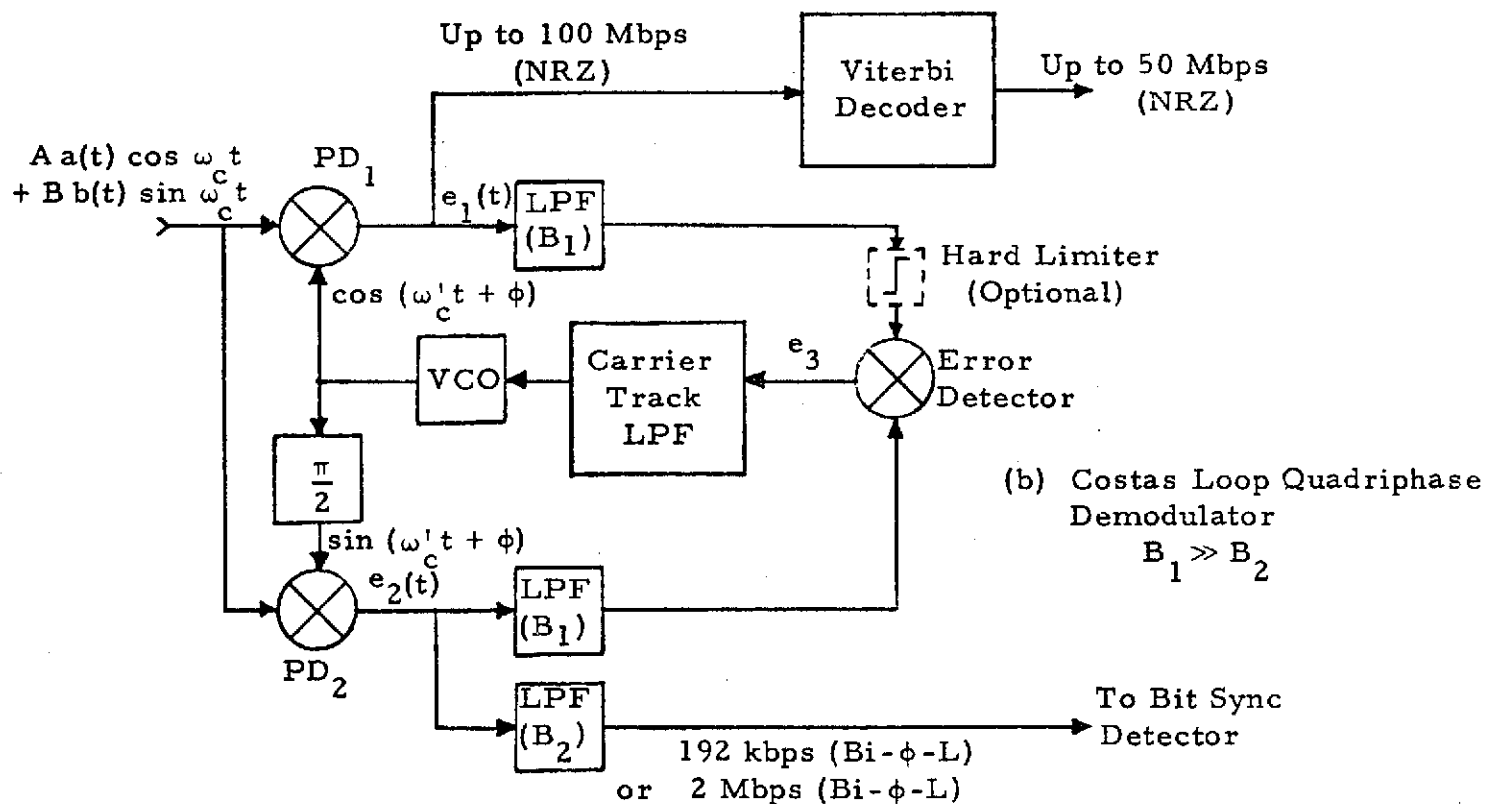 Up to 100 Mbps
(NRZ)
Viterbi
Decoder
Up to 50 Mbps
(NRZ)
A a(t) cos ω_c t
+ B b(t) sin ω_c t
PD_1
e_1(t)
LPF
(B_1)
Hard Limiter
(Optional)
cos (ω'_c t + ϕ)
VCO
Carrier
Track
LPF
e_3
Error
Detector
π
2
sin (ω'_c t + ϕ)
(b) Costas Loop Quadriphase
Demodulator
B_1 ≫ B_2
PD_2
e_2(t)
LPF
(B_1)
LPF
(B_2)
192 kbps (Bi-ϕ-L)
or 2 Mbps (Bi-ϕ-L)
To Bit Sync
Detector